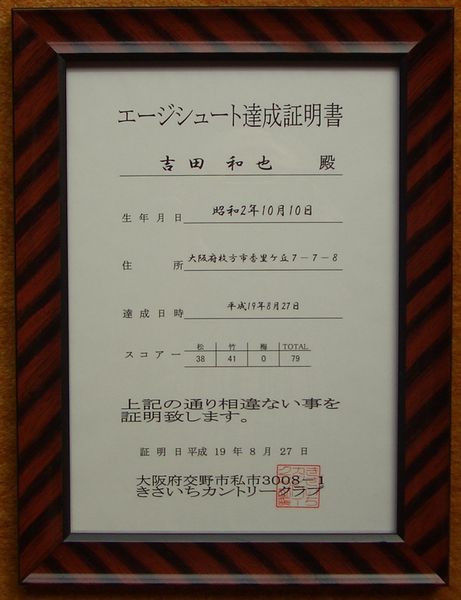 エージシュート達成証明書
吉田 和也 殿
生年月日 昭和2年10月10日
住所 大阪府枚方市香里ケ丘7-7-8
達成日時 平成19年8月27日
松 竹 梅 TOTAL
スコアー 38 41 0 79
上記の通り相違ない事を
証明致します。
証明日平成 19 年 8 月 27 日
大阪府交野市私市3008-1
きさいちカントリークラブ